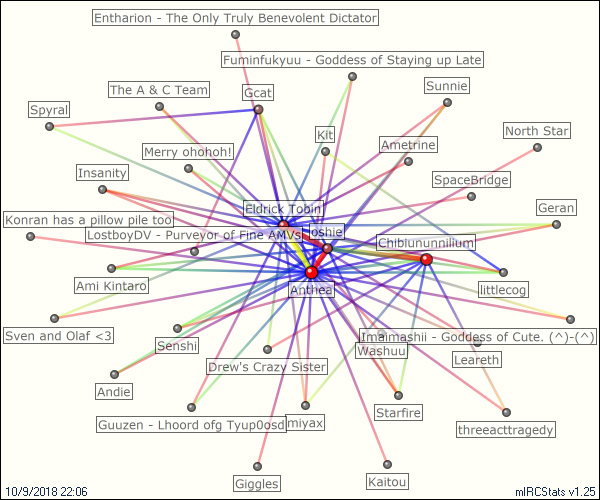 Entharion - The Only Truly Benevolent Dictator
Fuminfukyuu - Goddess of Staying up Late
The A & C Team
Gcat
Sunnie
Spyral
Kit
North Star
Merry ohohoh!
Ametrine
Insanity
SpaceBridge
Eldrick Tobin
Geran
Konran has a pillow pile too
LostboyDV - Purveyor of Fine AMVs
oshie
Chibiununnilium
Ami Kintaro
Anthea
littlecog
Sven and Olaf <3
Senshi
Imaimashii - Goddess of Cute. (^)-(^)
Washuu
Leareth
Drew's Crazy Sister
Andie
Guuzen - Lhoord ofg Tyup0osd
miyax
Starfire
threeacttragedy
Giggles
Kaitou
10/9/2018 22:06
mIRCStats v1.25